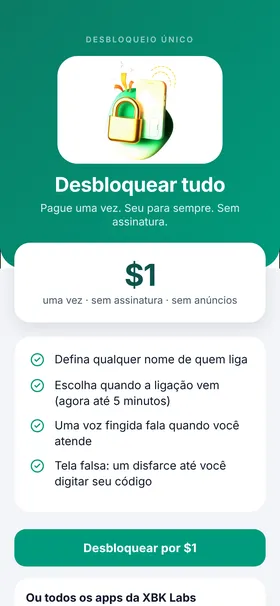 DESBLOQUEIO ÚNICO
Desbloquear tudo
Pague uma vez. Seu para sempre. Sem
assinatura.
$1
uma vez · sem assinatura · sem anúncios
Defina qualquer nome de quem liga
Escolha quando a ligação vem
(agora até 5 minutos)
Uma voz fingida fala quando você
atende
Tela falsa: um disfarce até você
digitar seu código
Desbloquear por $1
Ou todos os apps da XBK Labs